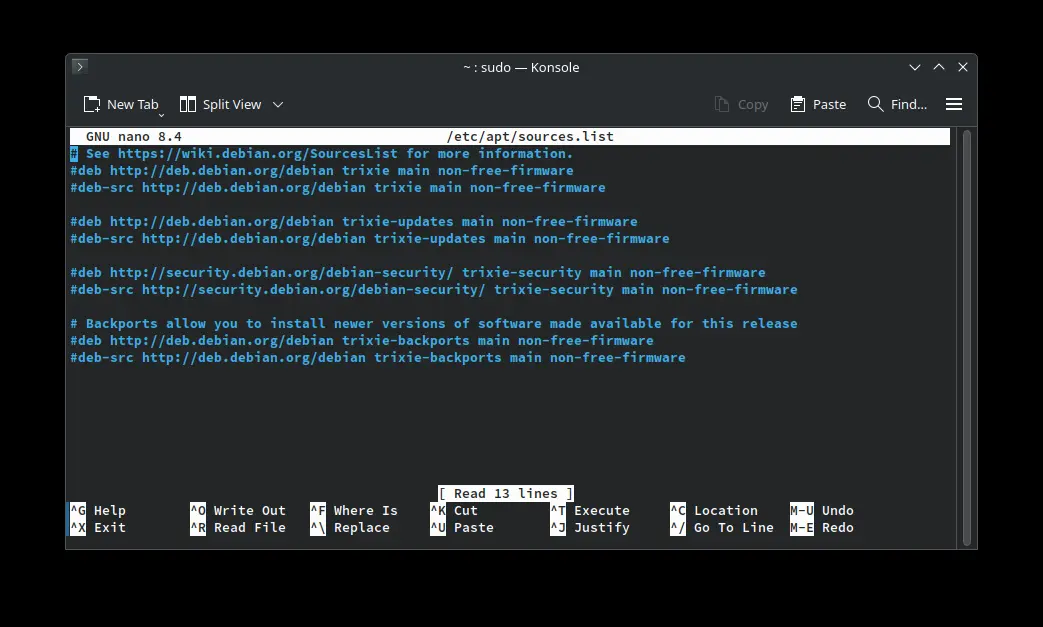 ~ : sudo — Konsole
New Tab Split View Copy Paste Find...
GNU nano 8.4 /etc/apt/sources.list
# See https://wiki.debian.org/SourcesList for more information.
#deb http://deb.debian.org/debian trixie main non-free-firmware
#deb-src http://deb.debian.org/debian trixie main non-free-firmware
#deb http://deb.debian.org/debian trixie-updates main non-free-firmware
#deb-src http://deb.debian.org/debian trixie-updates main non-free-firmware
#deb http://security.debian.org/debian-security/ trixie-security main non-free-firmware
#deb-src http://security.debian.org/debian-security/ trixie-security main non-free-firmware
# Backports allow you to install newer versions of software made available for this release
#deb http://deb.debian.org/debian trixie-backports main non-free-firmware
#deb-src http://deb.debian.org/debian trixie-backports main non-free-firmware
[ Read 13 lines ]
^G Help ^O Write Out ^F Where Is ^K Cut ^T Execute ^C Location M-U Undo
^X Exit ^R Read File ^\ Replace ^U Paste ^J Justify ^/ Go To Line M-E Redo